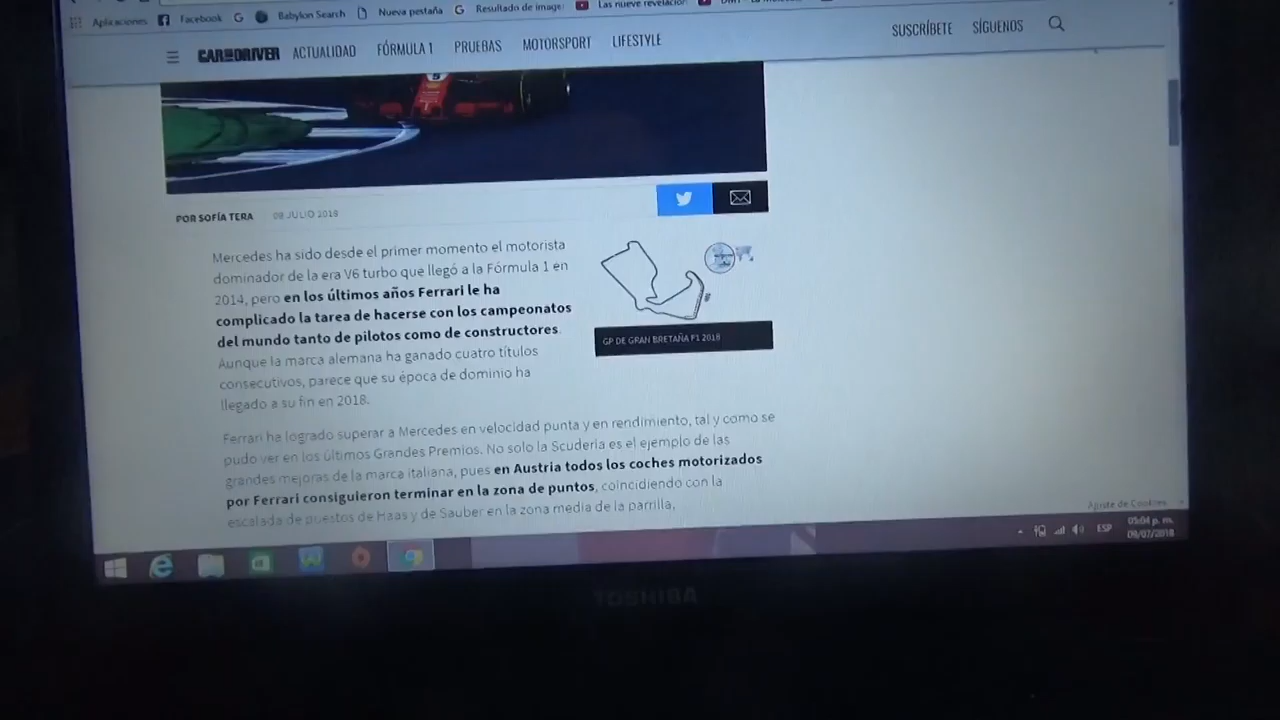 Aplicaciones Facebook Babylon Search Nueva pestaña Resultado de image Las nueve revelacion
CAR AND DRIVER ACTUALIDAD FÓRMULA 1 PRUEBAS MOTORSPORT LIFESTYLE SUSCRÍBETE SÍGUENOS
POR SOFÍA TERA 09 JULIO 2018
Mercedes ha sido desde el primer momento el motorista
dominador de la era V6 turbo que llegó a la Fórmula 1 en
2014, pero en los últimos años Ferrari le ha
complicado la tarea de hacerse con los campeonatos
del mundo tanto de pilotos como de constructores.
Aunque la marca alemana ha ganado cuatro títulos
consecutivos, parece que su época de dominio ha
llegado a su fin en 2018.
GP DE GRAN BRETAÑA F1 2018
Ferrari ha logrado superar a Mercedes en velocidad punta y en rendimiento, tal y como se
pudo ver en los últimos Grandes Premios. No solo la Scuderia es el ejemplo de las
grandes mejoras de la marca italiana, pues en Austria todos los coches motorizados
por Ferrari consiguieron terminar en la zona de puntos, coincidiendo con la
escalada de puestos de Haas y de Sauber en la zona media de la parrilla,
Ajuste de Cookies
ESP
05:04 p. m.
09/07/2018
TOSHIBA